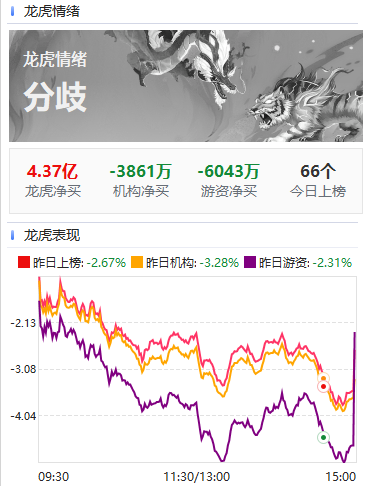 龙虎情绪
龙虎情绪
分歧
4.37亿 -3861万 -6043万 66个
龙虎净买 机构净买 游资净买 今日上榜
龙虎表现
昨日上榜: -2.67% 昨日机构: -3.28% 昨日游资: -2.31%
-2.13
-3.08
-4.04
09:30 11:30/13:00 15:00